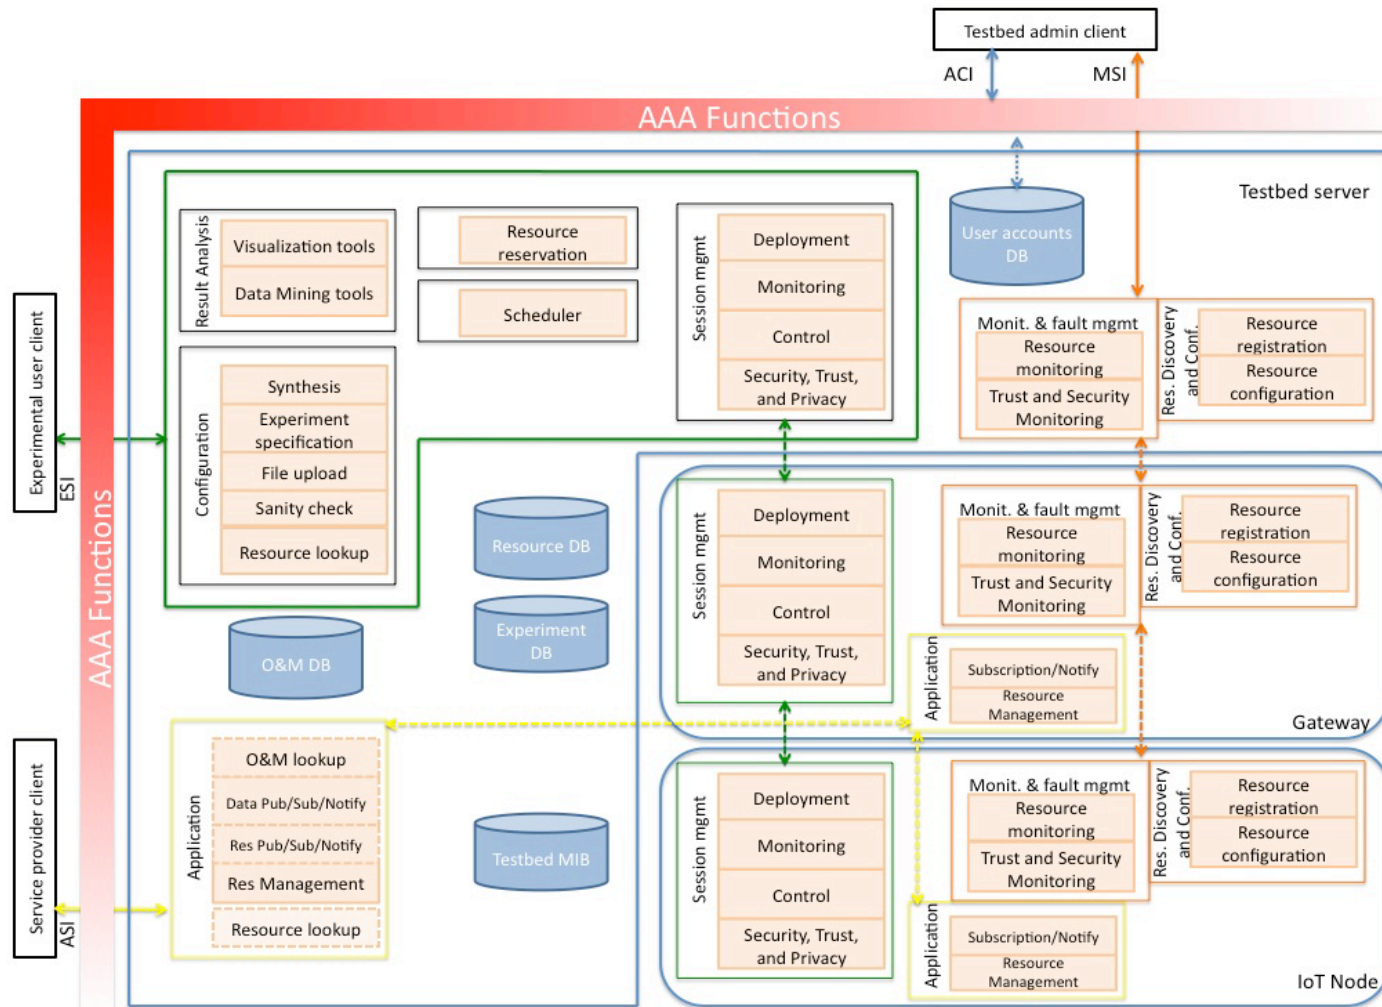 Testbed admin client
ACI
MSI
AAA Functions
Testbed server
Result Analysis
Visualization tools
Data Mining tools
Resource
reservation
Scheduler
Session mgmt
Deployment
Monitoring
Control
Security, Trust,
and Privacy
User accounts
DB
Monit. & fault mgmt
Resource
monitoring
Trust and Security
Monitoring
Res. Discovery
and Conf.
Resource
registration
Resource
configuration
Experimental user client
ESI
AAA Functions
Configuration
Synthesis
Experiment
specification
File upload
Sanity check
Resource lookup
Resource DB
Experiment
DB
O&M DB
Session mgmt
Deployment
Monitoring
Control
Security, Trust,
and Privacy
Monit. & fault mgmt
Resource
monitoring
Trust and Security
Monitoring
Res. Discovery
and Conf.
Resource
registration
Resource
configuration
Application
Subscription/Notify
Resource
Management
Gateway
Service provider client
ASI
Application
O&M lookup
Data Pub/Sub/Notify
Res Pub/Sub/Notify
Res Management
Resource lookup
Testbed MIB
Session mgmt
Deployment
Monitoring
Control
Security, Trust,
and Privacy
Monit. & fault mgmt
Resource
monitoring
Trust and Security
Monitoring
Res. Discovery
and Conf.
Resource
registration
Resource
configuration
Application
Subscription/Notify
Resource
Management
IoT Node